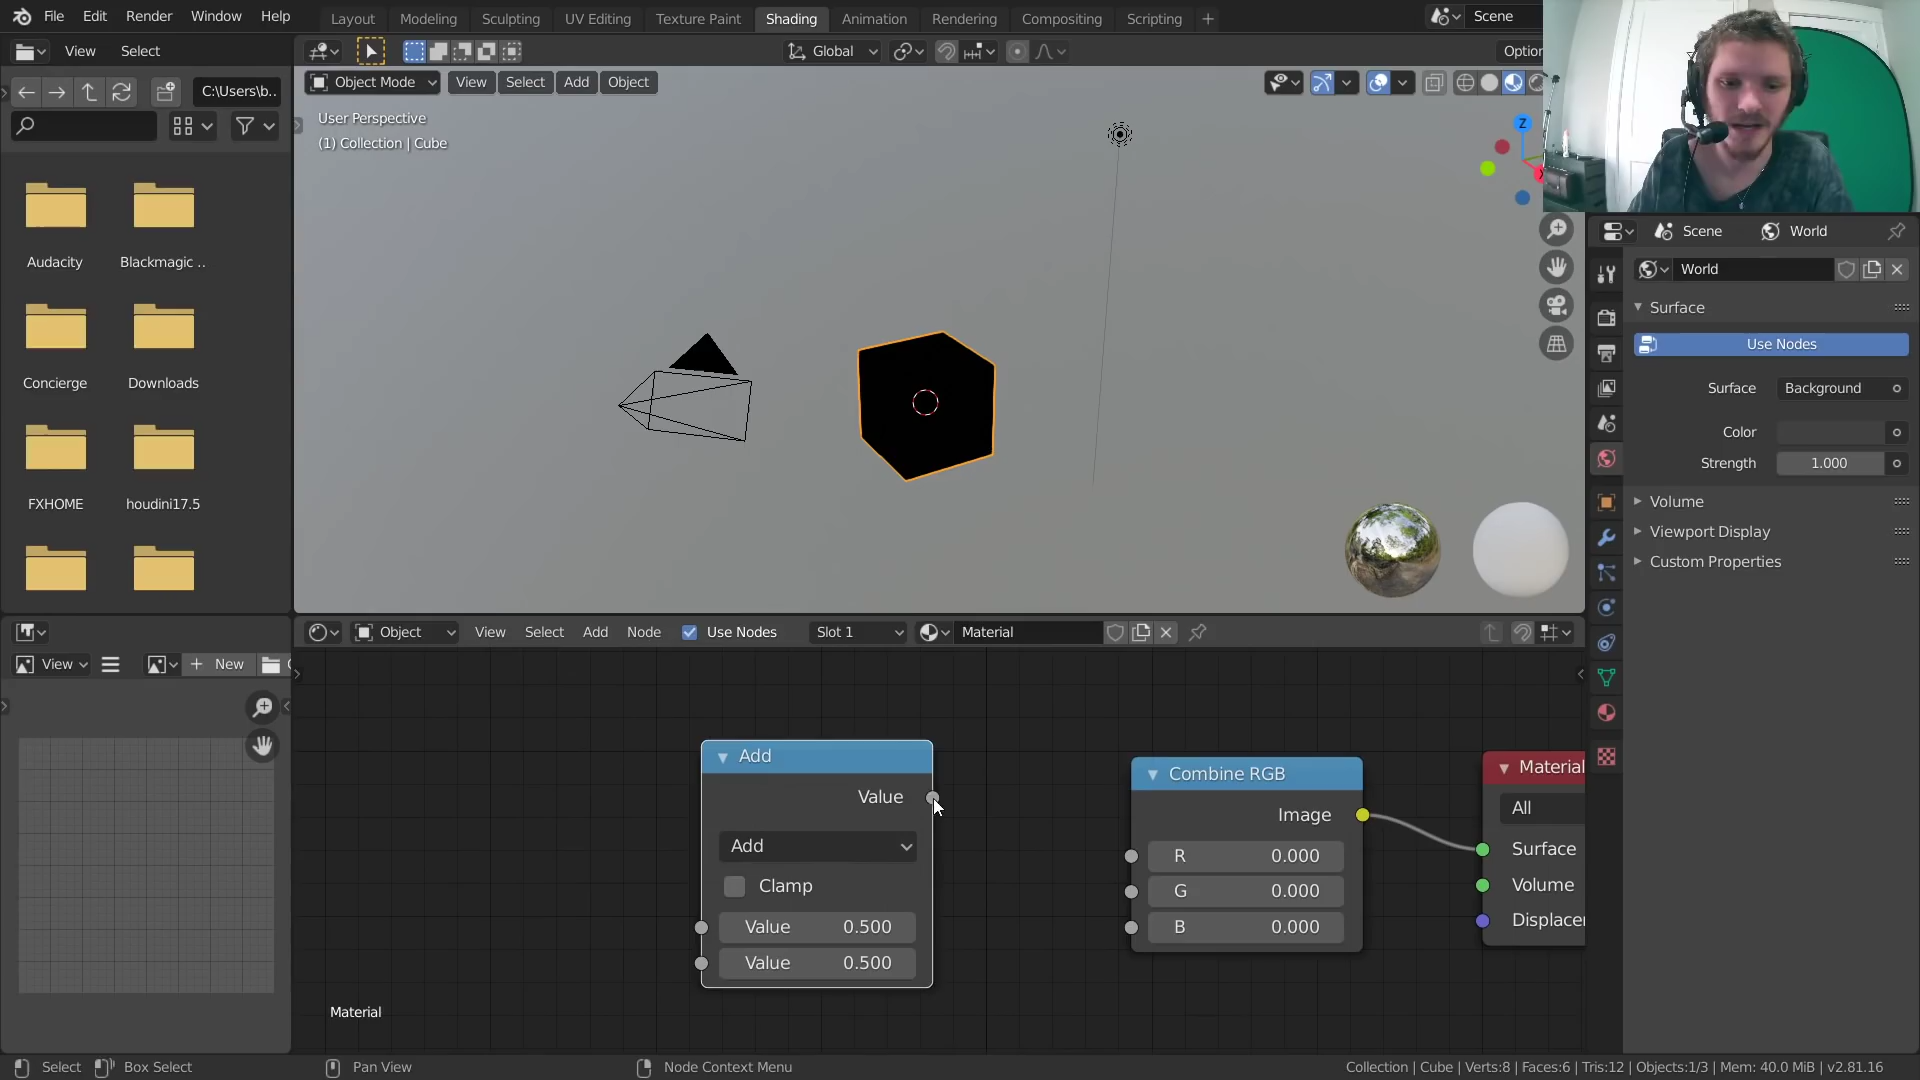 File Edit Render Window Help
Layout Modeling Sculpting UV Editing Texture Paint Shading Animation Rendering Compositing Scripting +
Scene
View Select
Global
Optior
C:\Users\b..
Object Mode View Select Add Object
User Perspective
(1) Collection | Cube
Z
X
Audacity Blackmagic ..
Concierge Downloads
FXHOME houdini17.5
Scene World
World
Surface
Use Nodes
Surface Background
Color
Strength 1.000
Volume
Viewport Display
Custom Properties
Object View Select Add Node Use Nodes Slot 1 Material
View + New
Add
Value
Add
Clamp
Value 0.500
Value 0.500
Combine RGB
Image
R 0.000
G 0.000
B 0.000
Material
All
Surface
Volume
Displacer
Material
Select Box Select Pan View Node Context Menu Collection | Cube | Verts:8 | Faces:6 | Tris:12 | Objects:1/3 | Mem: 40.0 MiB | v2.81.16